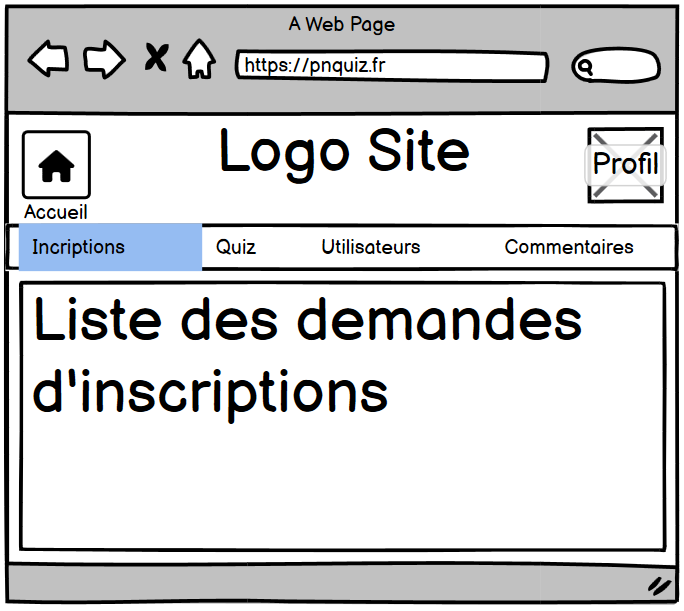 A Web Page
https://pnquiz.fr
Logo Site
Profil
Accueil
Incriptions Quiz Utilisateurs Commentaires
Liste des demandes
d'inscriptions